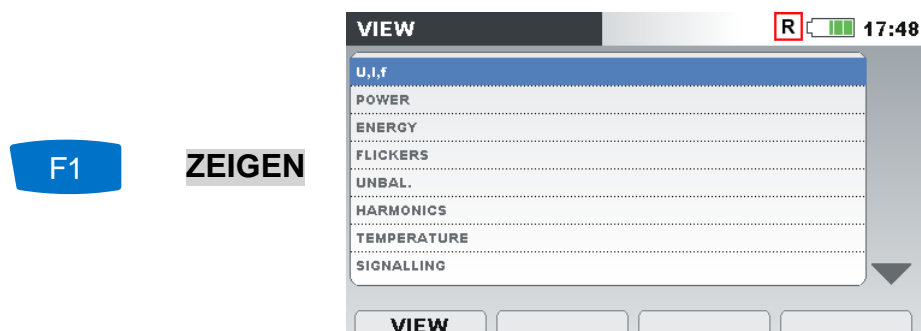 F1
ZEIGEN
VIEW
R 17:48
U,I,f
POWER
ENERGY
FLICKERS
UNBAL.
HARMONICS
TEMPERATURE
SIGNALLING
VIEW